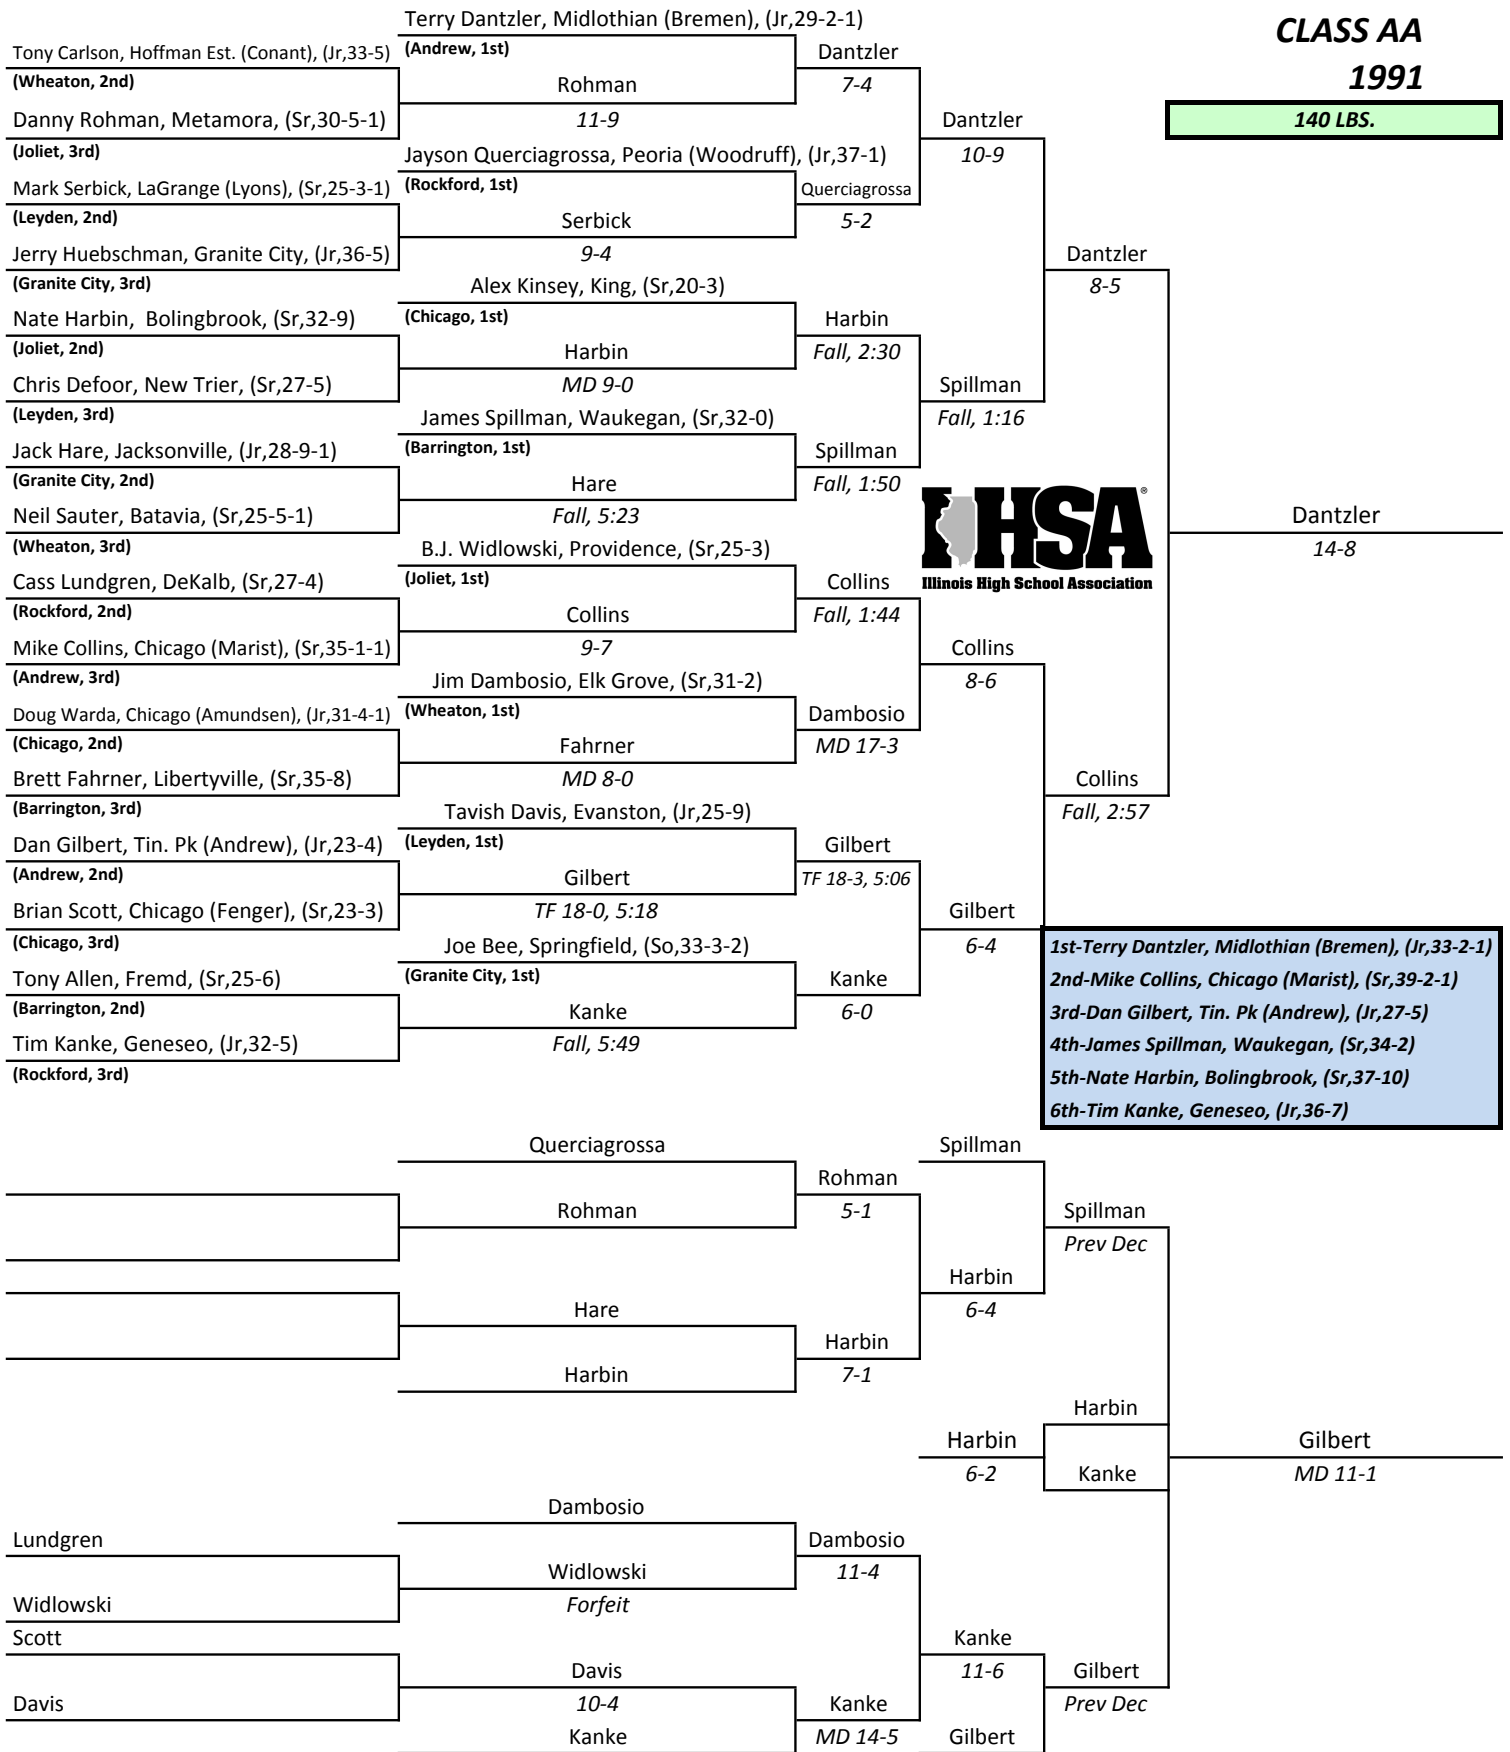 Terry Dantzler, Midlothian (Bremen), (Jr,29-2-1)
CLASS AA
Tony Carlson, Hoffman Est. (Conant), (Jr,33-5)
(Andrew, 1st)
Dantzler
(Wheaton, 2nd)
Rohman
7-4
1991
Danny Rohman, Metamora, (Sr,30-5-1)
11-9
Dantzler
140 LBS.
(Joliet, 3rd)
Jayson Querciagrossa, Peoria (Woodruff), (Jr,37-1)
10-9
Mark Serbick, LaGrange (Lyons), (Sr,25-3-1)
(Rockford, 1st)
Querciagrossa
(Leyden, 2nd)
Serbick
5-2
Jerry Huebschman, Granite City, (Jr,36-5)
9-4
Dantzler
(Granite City, 3rd)
Alex Kinsey, King, (Sr,20-3)
8-5
Nate Harbin,  Bolingbrook, (Sr,32-9)
(Chicago, 1st)
Harbin
(Joliet, 2nd)
Harbin
Fall, 2:30
Chris Defoor, New Trier, (Sr,27-5)
MD 9-0
Spillman
(Leyden, 3rd)
James Spillman, Waukegan, (Sr,32-0)
Fall, 1:16
Jack Hare, Jacksonville, (Jr,28-9-1)
(Barrington, 1st)
Spillman
(Granite City, 2nd)
Hare
Fall, 1:50
Neil Sauter, Batavia, (Sr,25-5-1)
Fall, 5:23
IHSA®
Dantzler
(Wheaton, 3rd)
B.J. Widlowski, Providence, (Sr,25-3)
14-8
Cass Lundgren, DeKalb, (Sr,27-4)
(Joliet, 1st)
Collins
Illinois High School Association
(Rockford, 2nd)
Collins
Fall, 1:44
Mike Collins, Chicago (Marist), (Sr,35-1-1)
9-7
Collins
(Andrew, 3rd)
Jim Dambosio, Elk Grove, (Sr,31-2)
8-6
Doug Warda, Chicago (Amundsen), (Jr,31-4-1)
(Wheaton, 1st)
Dambosio
(Chicago, 2nd)
Fahrner
MD 17-3
Brett Fahrner, Libertyville, (Sr,35-8)
MD 8-0
Collins
(Barrington, 3rd)
Tavish Davis, Evanston, (Jr,25-9)
Fall, 2:57
Dan Gilbert, Tin. Pk (Andrew), (Jr,23-4)
(Leyden, 1st)
Gilbert
(Andrew, 2nd)
Gilbert
TF 18-3, 5:06
Brian Scott, Chicago (Fenger), (Sr,23-3)
TF 18-0, 5:18
Gilbert
(Chicago, 3rd)
Joe Bee, Springfield, (So,33-3-2)
6-4
1st-Terry Dantzler, Midlothian (Bremen), (Jr,33-2-1)
Tony Allen, Fremd, (Sr,25-6)
(Granite City, 1st)
Kanke
2nd-Mike Collins, Chicago (Marist), (Sr,39-2-1)
(Barrington, 2nd)
Kanke
6-0
3rd-Dan Gilbert, Tin. Pk (Andrew), (Jr,27-5)
Tim Kanke, Geneseo, (Jr,32-5)
Fall, 5:49
4th-James Spillman, Waukegan, (Sr,34-2)
(Rockford, 3rd)
5th-Nate Harbin, Bolingbrook, (Sr,37-10)
6th-Tim Kanke, Geneseo, (Jr,36-7)
Querciagrossa
Spillman
Rohman
Rohman
5-1
Spillman
Prev Dec
Harbin
Hare
6-4
Harbin
Harbin
7-1
Harbin
Harbin
Gilbert
6-2
Kanke
MD 11-1
Dambosio
Lundgren
Dambosio
Widlowski
11-4
Widlowski
Forfeit
Scott
Kanke
Davis
11-6
Gilbert
Davis
10-4
Kanke
Prev Dec
Kanke
MD 14-5
Gilbert